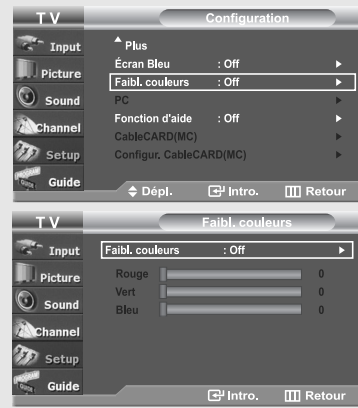 TV
Configuration
Input
Picture
Sound
Channel
Setup
Guide
Plus
Écran Bleu : Off
Faibl. couleurs : Off
PC
Fonction d'aide : Off
CableCARD(MC)
Configur. CableCARD(MC)
Dépl. Intro. Retour
TV
Faibl. couleurs
Input
Picture
Sound
Channel
Setup
Guide
Faibl. couleurs : Off
Rouge 0
Vert 0
Bleu 0
Intro. Retour